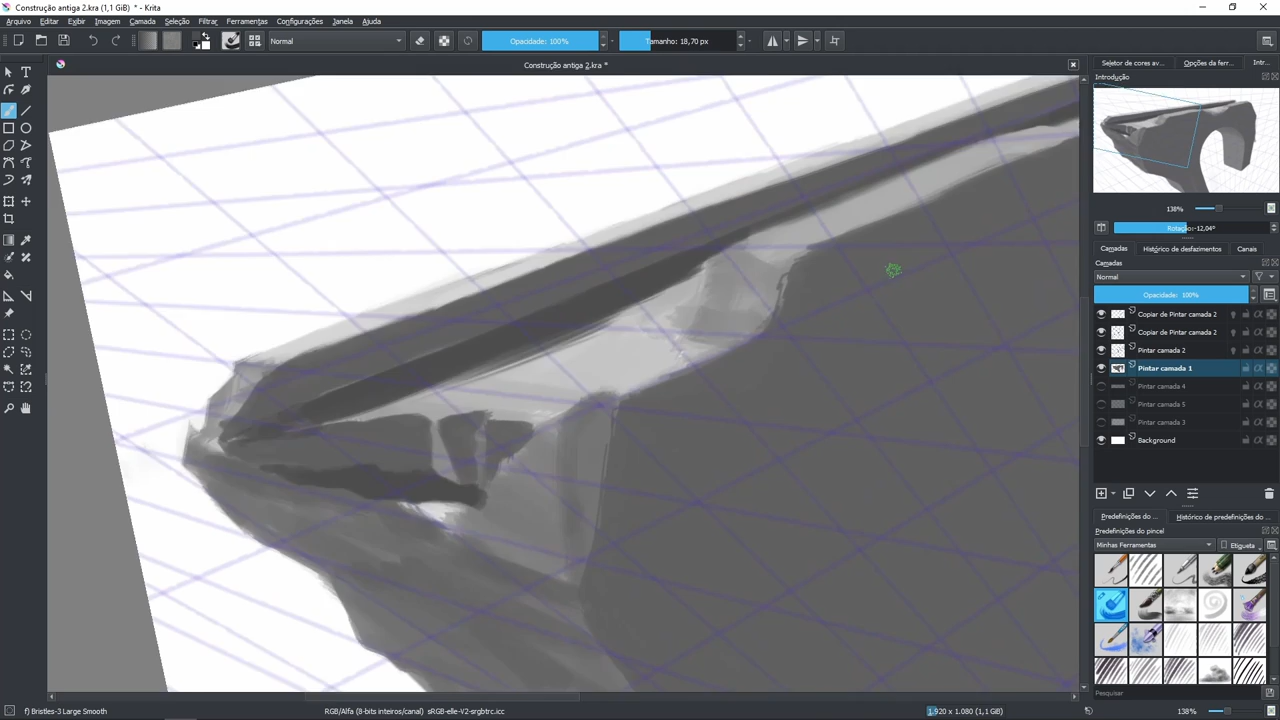 Construção antiga 2.kra (1,1 GiB) * - Krita
Arquivo Editar Exibir Imagem Camada Seleção Filtrar Ferramentas Configurações Janela Ajuda
Normal Opacidade: 100% Tamanho: 18,70 px
Construção antiga 2.kra *
Seletor de cores av... Opções da ferr... Intr...
Introdução
138%
Rotação:-12,04°
Camadas Histórico de desfazimentos Canais
Camadas
Normal
Opacidade: 100%
Copiar de Pintar camada 2
Copiar de Pintar camada 2
Pintar camada 2
Pintar camada 1
Pintar camada 4
Pintar camada 5
Pintar camada 3
Background
Predefinições do ... Histórico de predefinições do ...
Predefinições do pincel
Minhas Ferramentas Etiqueta
Pesquisar
f) Bristles-3 Large Smooth RGB/Alfa (8-bits inteiros/canal) sRGB-elle-V2-srgbtrc.icc 1.920 x 1.080 (1,1 GiB) 138%